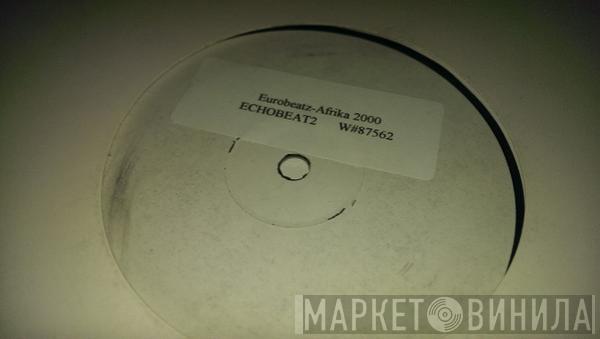 Eurobeatz-Afrika 2000
ECHOBEAT2 W#87562
МАРКЕТ ВИНИЛА